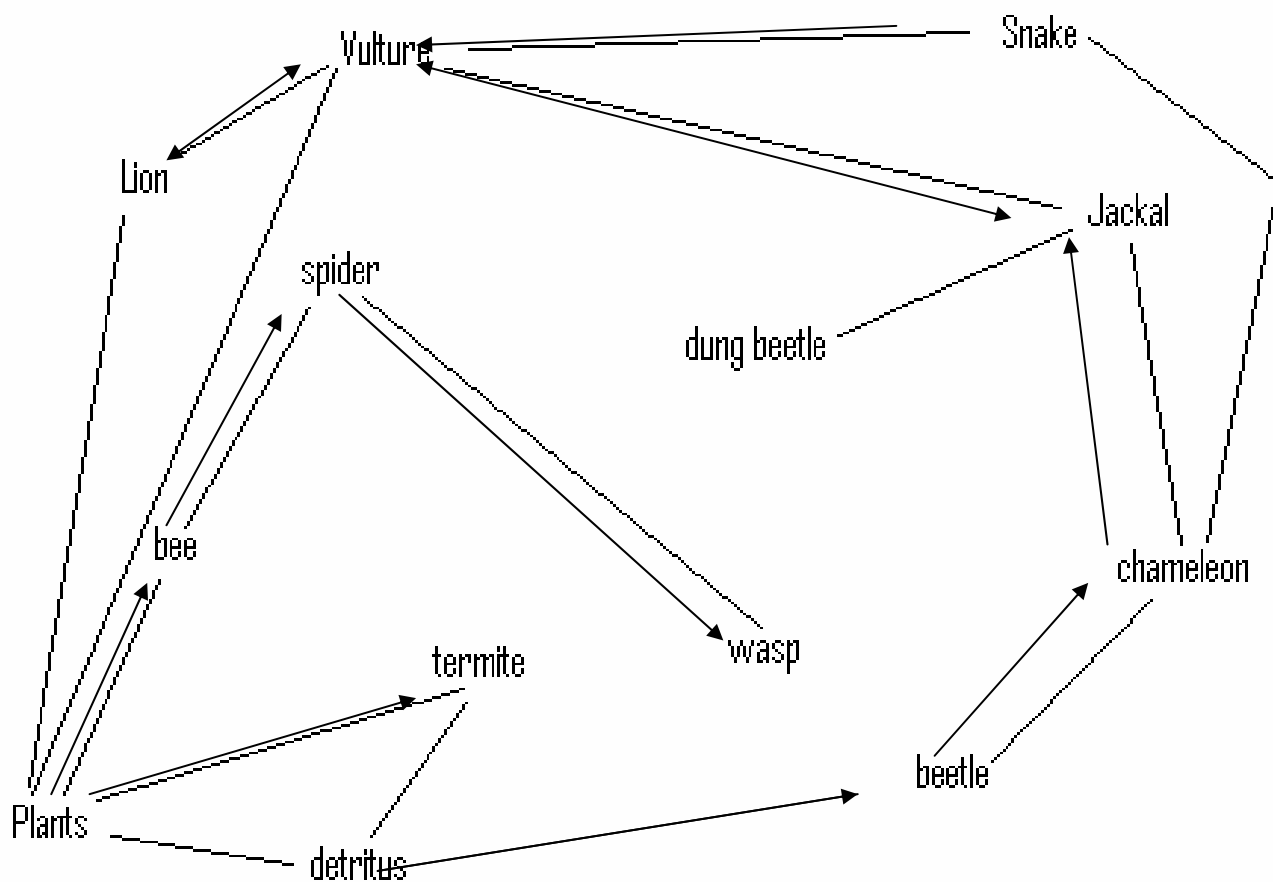 Vulture
Snake
Lion
Jackal
spider
dung beetle
bee
chameleon
termite
wasp
beetle
Plants
detritus